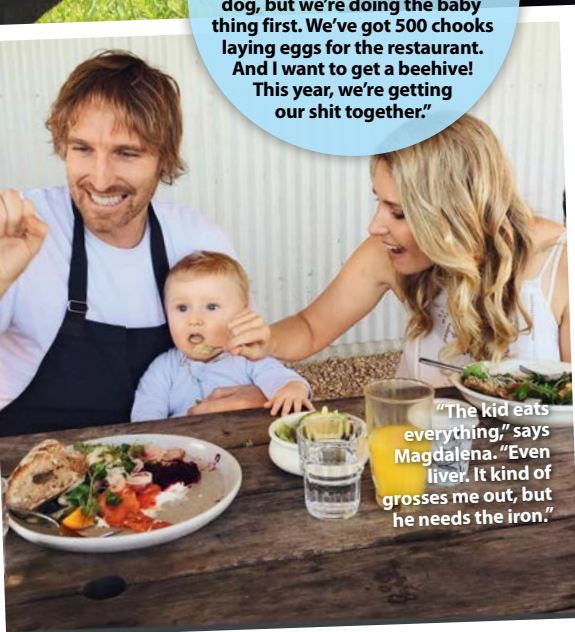 dog, but we’re doing the baby
thing first. We’ve got 500 chooks
laying eggs for the restaurant.
And I want to get a beehive!
This year, we’re getting
our shit together.”
“The kid eats
everything,” says
Magdalena. “Even
liver. It kind of
grosses me out, but
he needs the iron.”